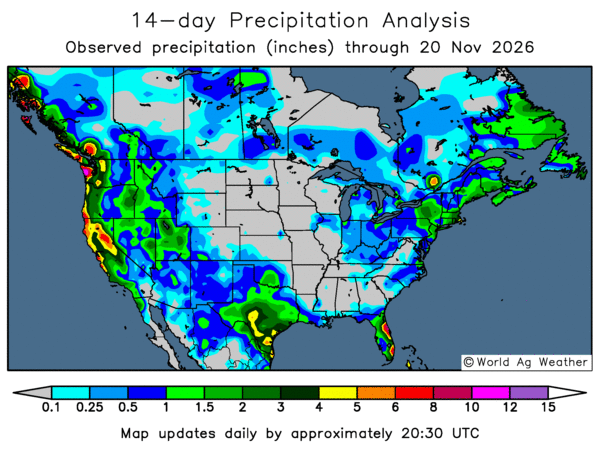 14-day Precipitation Analysis
Observed precipitation (inches) through 20 Nov 2026
© World Ag Weather
0.1 0.25 0.5 1 1.5 2 3 4 5 6 8 10 12 15
Map updates daily by approximately 20:30 UTC